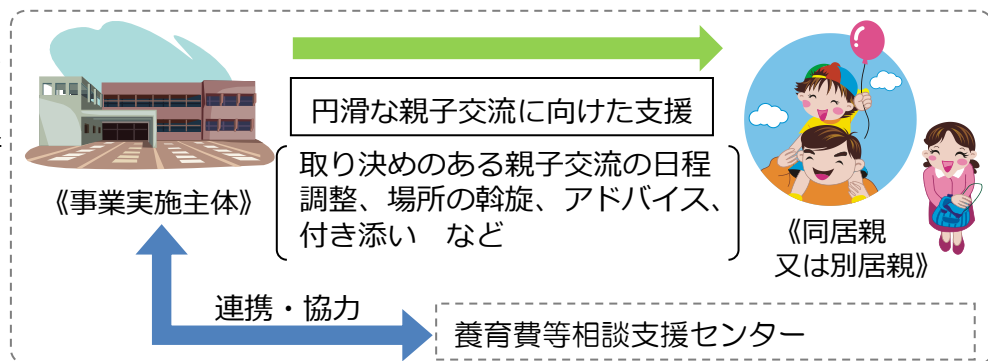 円滑な親子交流に向けた支援
取り決めのある親子交流の日程
調整、場所の斡旋、アドバイス、
付き添い　など
《事業実施主体》
《同居親
又は別居親》
連携・協力
養育費等相談支援センター